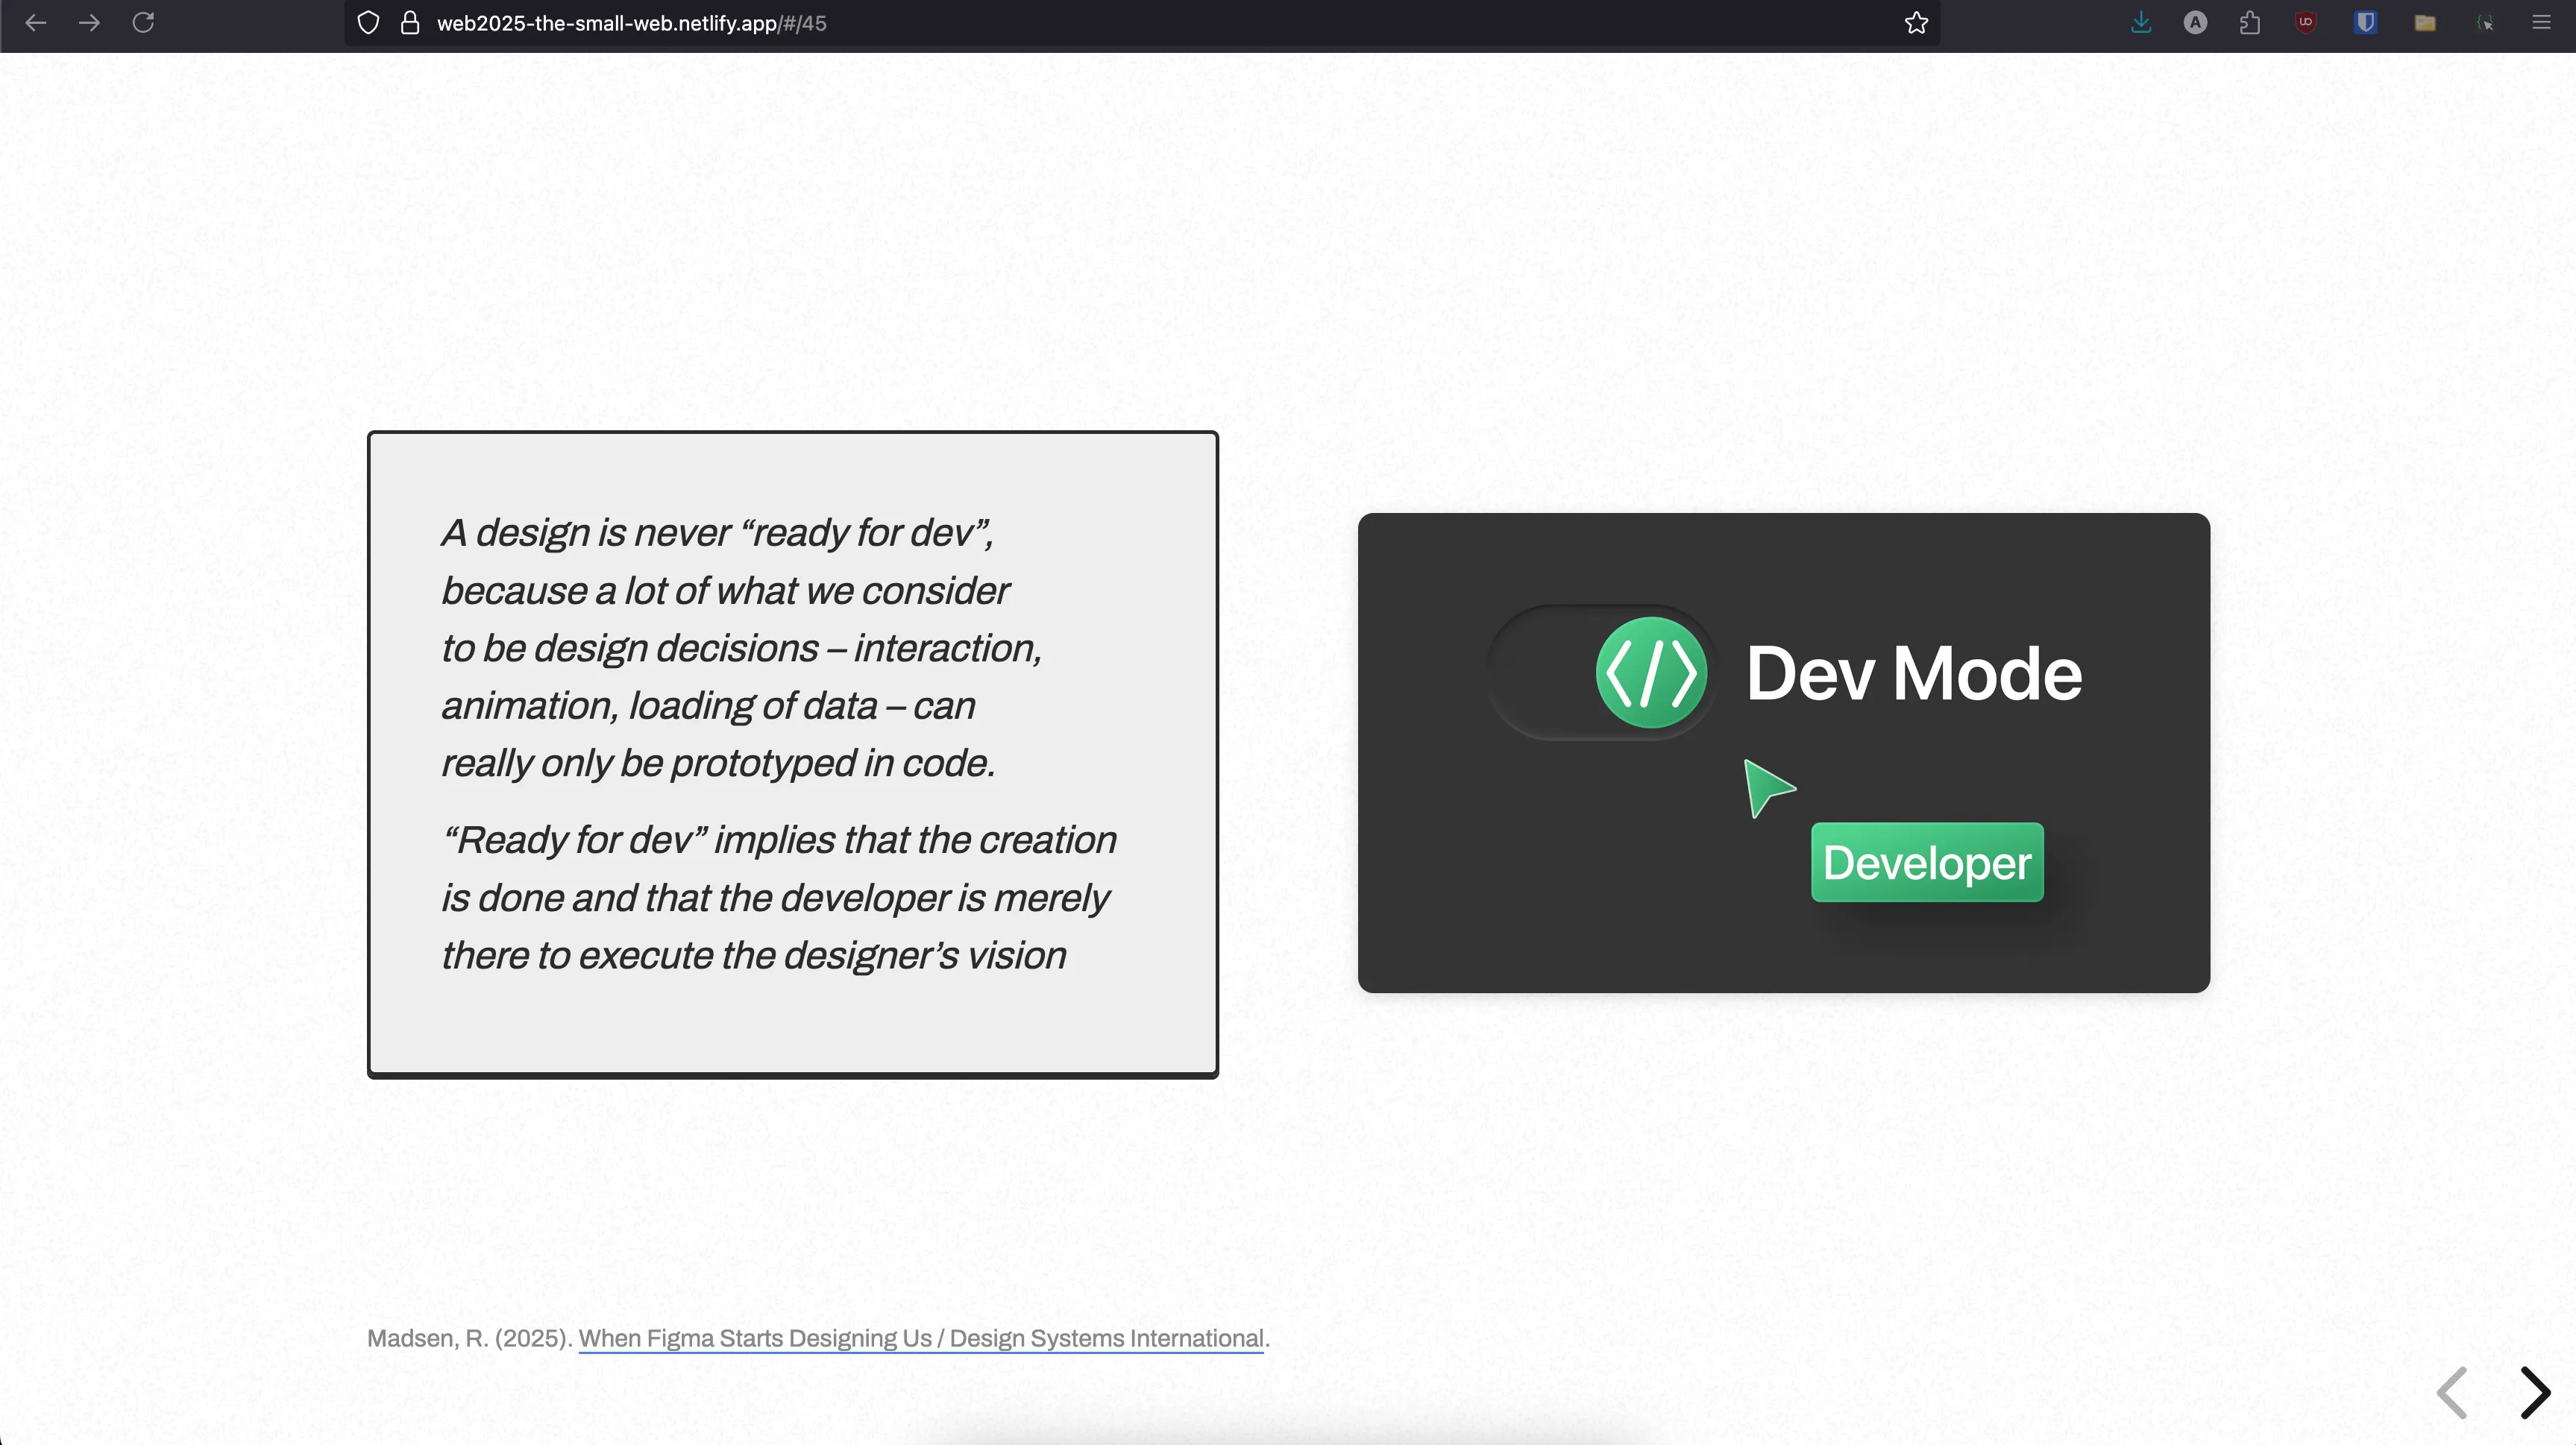 web2025-the-small-web.netlify.app/#/45
A design is never “ready for dev”,
because a lot of what we consider
to be design decisions – interaction,
animation, loading of data – can
really only be prototyped in code.
“Ready for dev” implies that the creation
is done and that the developer is merely
there to execute the designer’s vision
</> Dev Mode
Developer
Madsen, R. (2025). When Figma Starts Designing Us / Design Systems International.